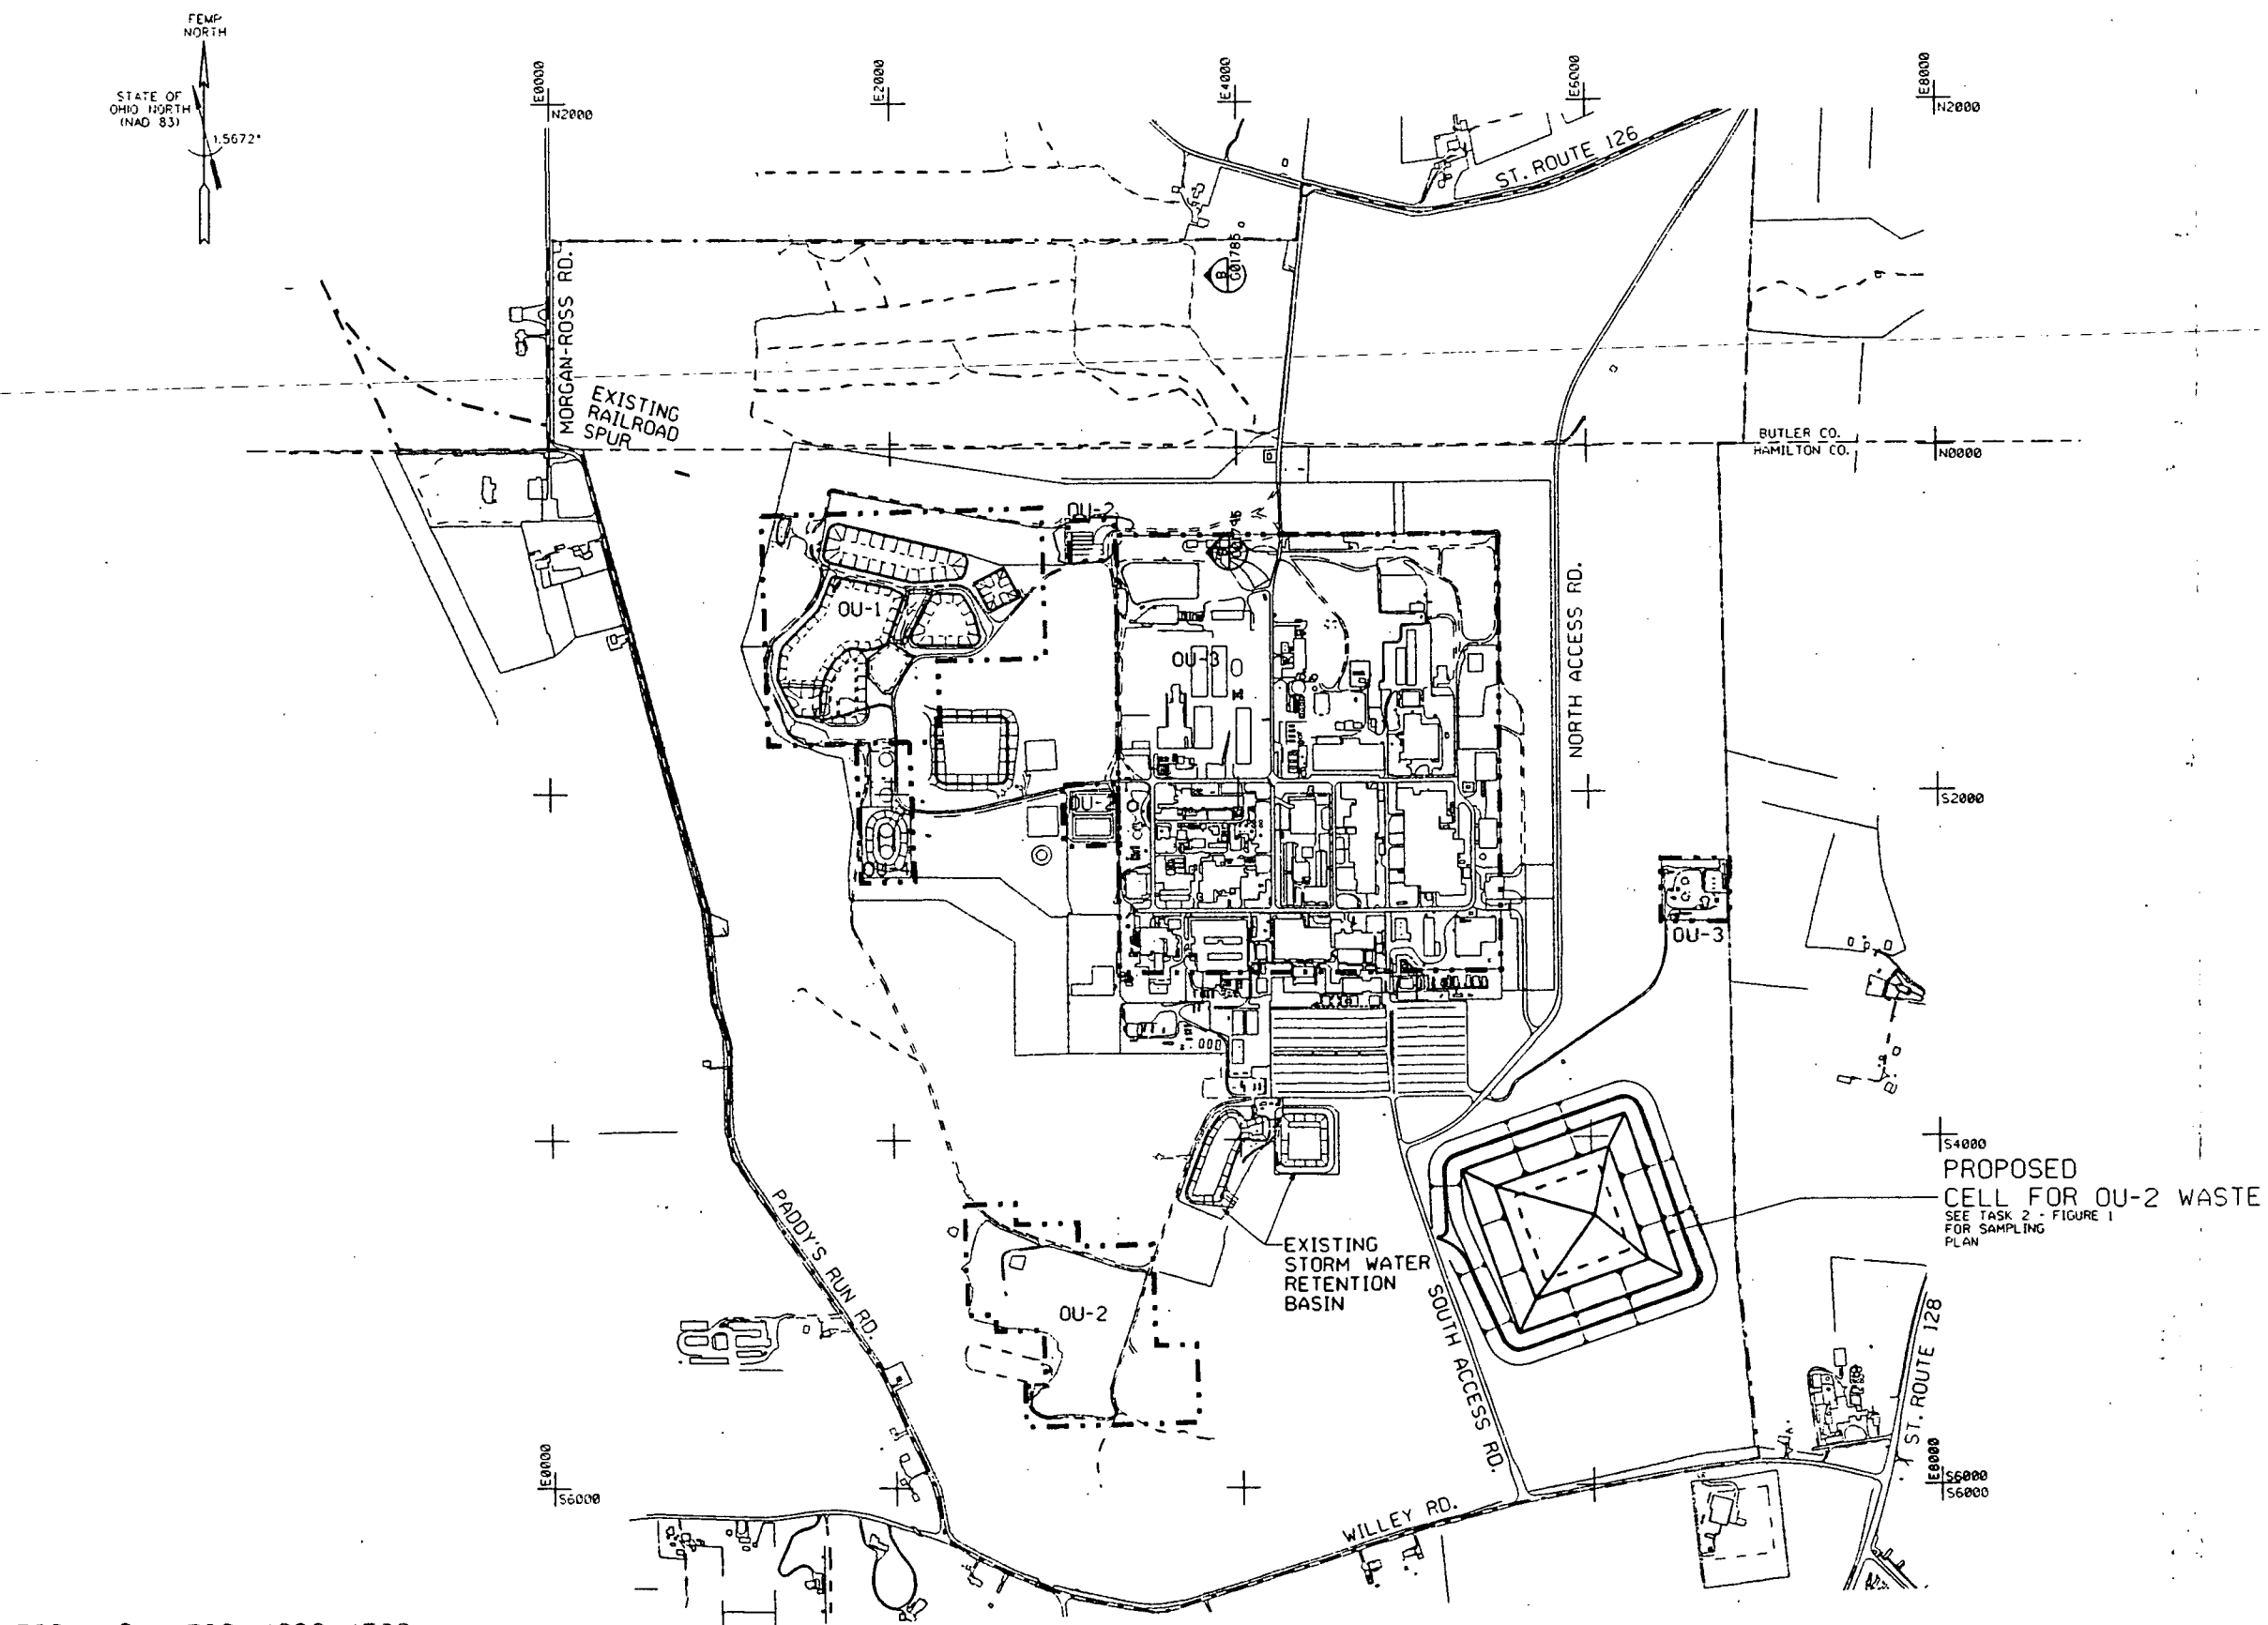 FEMP
NORTH
STATE OF
OHIO NORTH
(NAD 83)
1.5672°
E0000
N2000
E2000
E4000
E6000
E8000
N2000
ST. ROUTE 126
MORGAN-ROSS RD.
G01785
B
EXISTING
RAILROAD
SPUR
BUTLER CO.
HAMILTON CO.
N0000
OU-2
OU-1
OU-3
NORTH ACCESS RD.
OU-2
S2000
OU-3
S4000
PROPOSED
CELL FOR OU-2 WASTE
SEE TASK 2 - FIGURE 1
FOR SAMPLING
PLAN
PADDY'S RUN RD.
EXISTING
STORM WATER
RETENTION
BASIN
OU-2
SOUTH ACCESS RD.
ST. ROUTE 128
E0000
S6000
E8000
S6000
S6000
WILLEY RD.